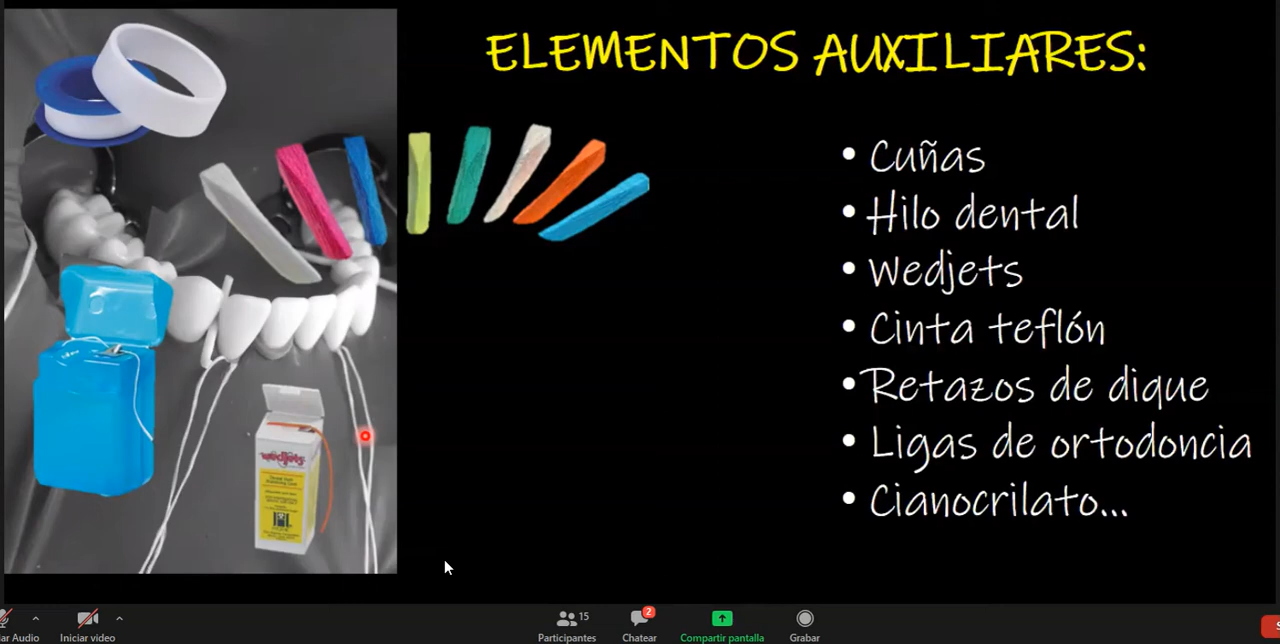 ELEMENTOS AUXILIARES:
• Cuñas
• Hilo dental
• Wedjets
• Cinta teflón
• Retazos de dique
• Ligas de ortodoncia
• Cianocrilato...
wedjets
Iniciar video
15
Participantes
2
Chatear
Compartir pantalla
Grabar